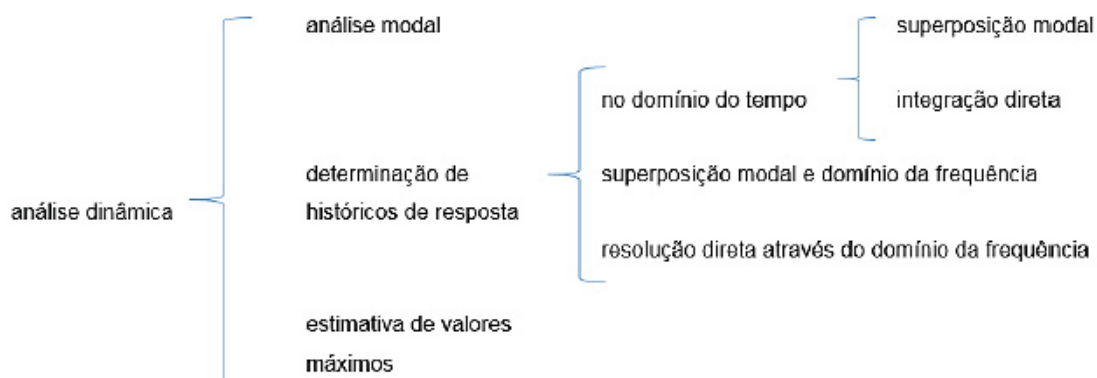 análise dinâmica
análise modal
determinação de
históricos de resposta
no domínio do tempo
superposição modal
integração direta
superposição modal e domínio da frequência
resolução direta através do domínio da frequência
estimativa de valores
máximos